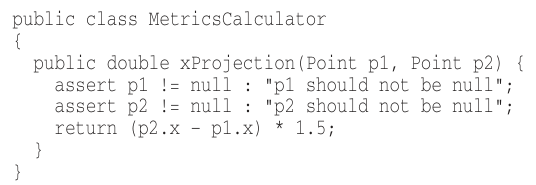 public class MetricsCalculator
{
  public double xProjection(Point p1, Point p2) {
    assert p1 != null : "p1 should not be null";
    assert p2 != null : "p2 should not be null";
    return (p2.x – p1.x) * 1.5;
  }
}